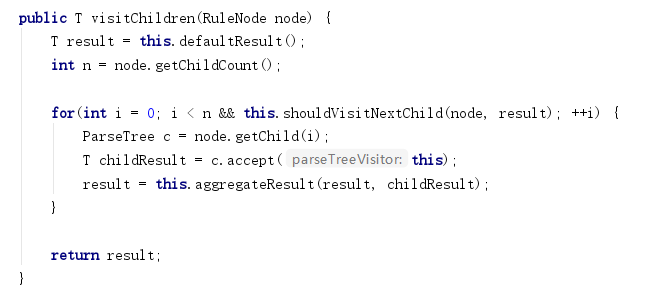 public T visitChildren(RuleNode node) {
    T result = this.defaultResult();
    int n = node.getChildCount();

    for(int i = 0; i < n && this.shouldVisitNextChild(node, result); ++i) {
        ParseTree c = node.getChild(i);
        T childResult = c.accept( parseTreeVisitor: this);
        result = this.aggregateResult(result, childResult);
    }

    return result;
}